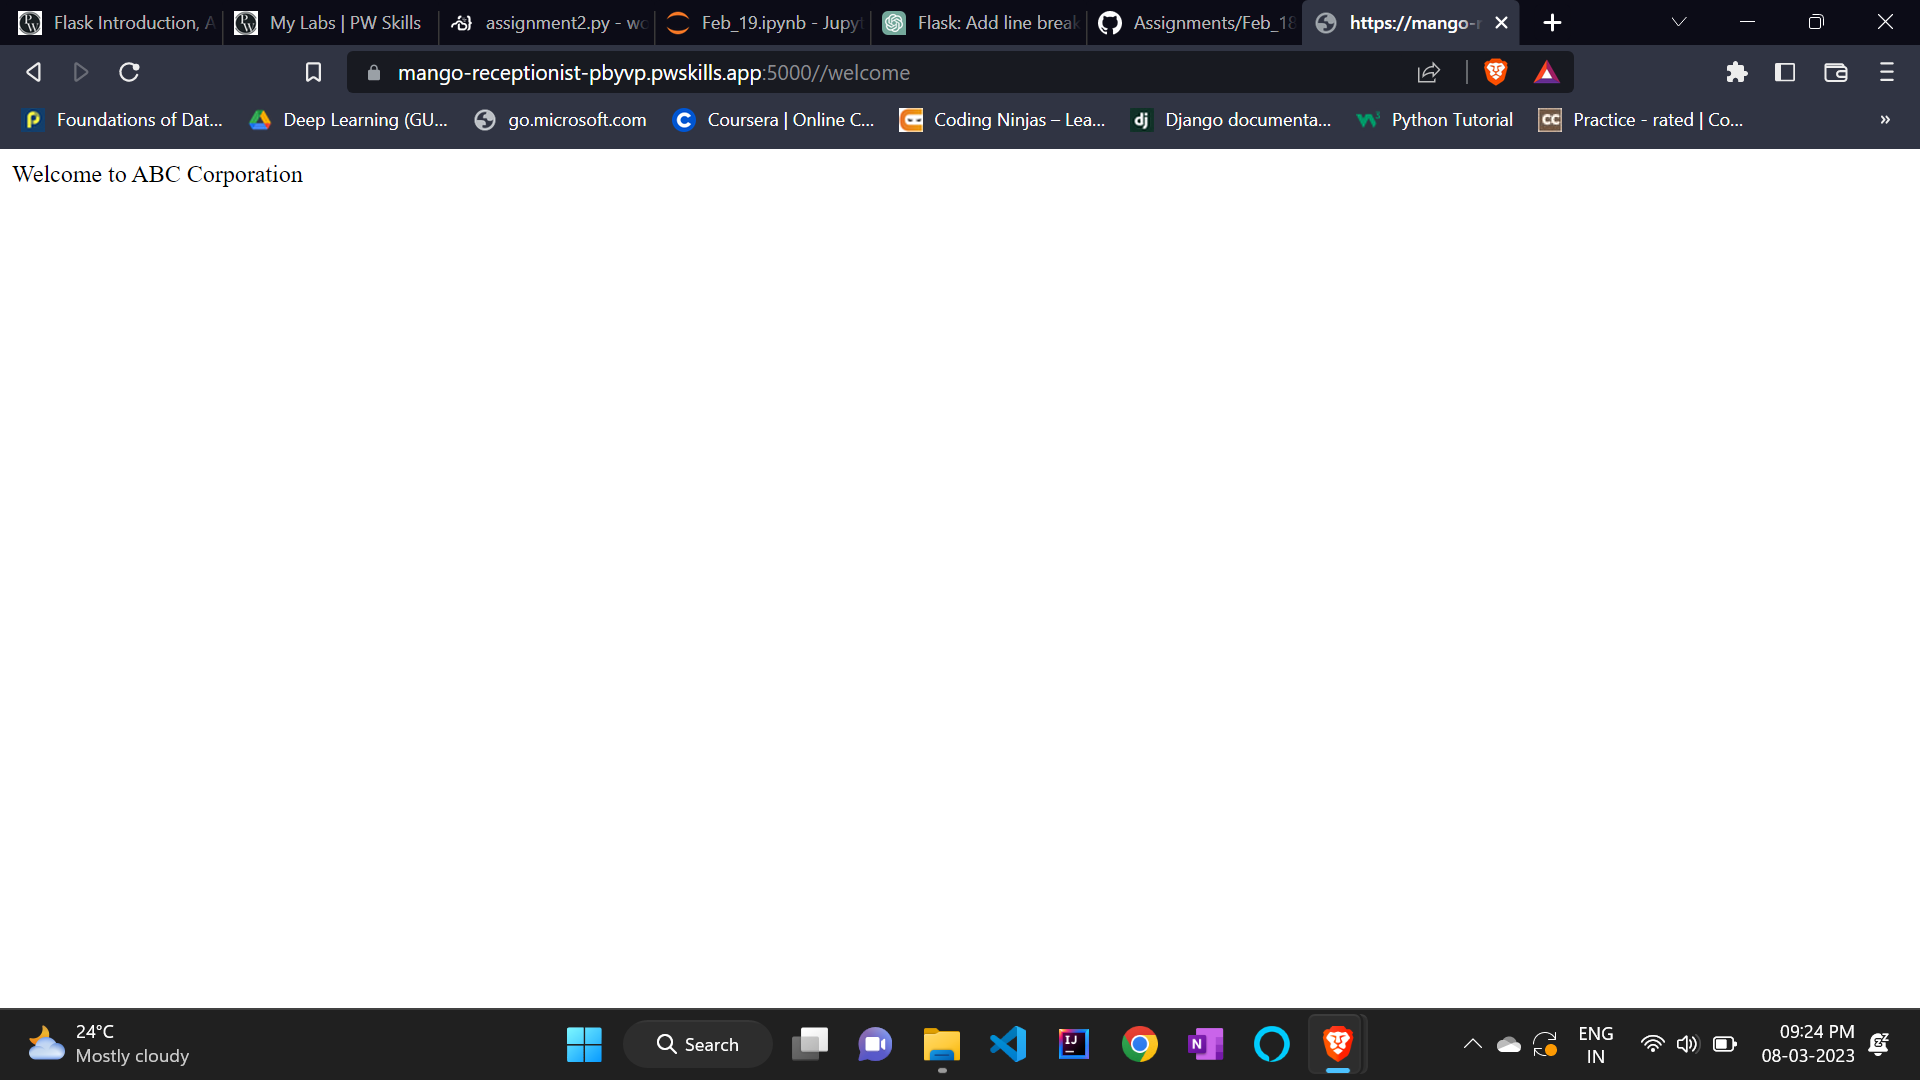 Flask Introduction, A
My Labs | PW Skills
assignment2.py - wo
Feb_19.ipynb - Jupyt
Flask: Add line break
Assignments/Feb_18
https://mango-r
mango-receptionist-pbyvp.pwskills.app:5000//welcome
Foundations of Dat...
Deep Learning (GU...
go.microsoft.com
Coursera | Online C...
Coding Ninjas – Lea...
Django documenta...
Python Tutorial
Practice - rated | Co...
»
Welcome to ABC Corporation
24°C
Mostly cloudy
Search
ENG
IN
09:24 PM
08-03-2023